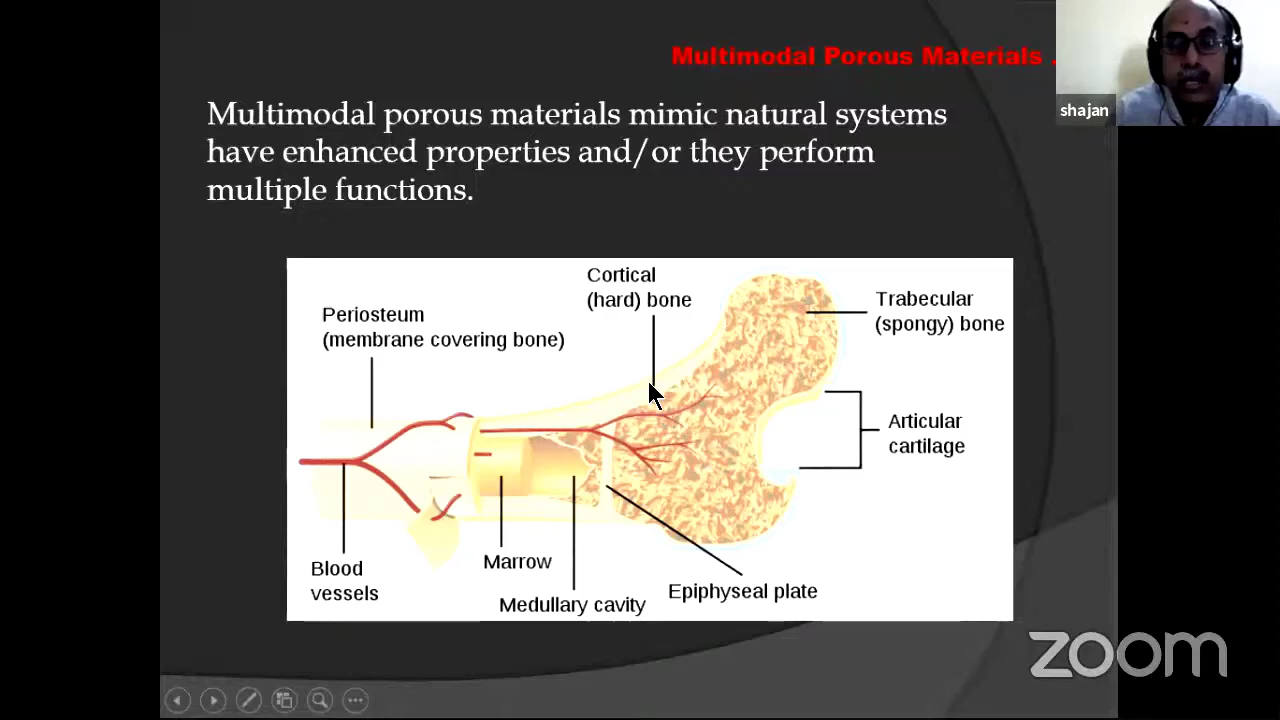 Multimodal Porous Materials .
shajan
Multimodal porous materials mimic natural systems
have enhanced properties and/or they perform
multiple functions.
Cortical
(hard) bone
Trabecular
(spongy) bone
Periosteum
(membrane covering bone)
Articular
cartilage
Blood
vessels
Marrow
Medullary cavity
Epiphyseal plate
zoom